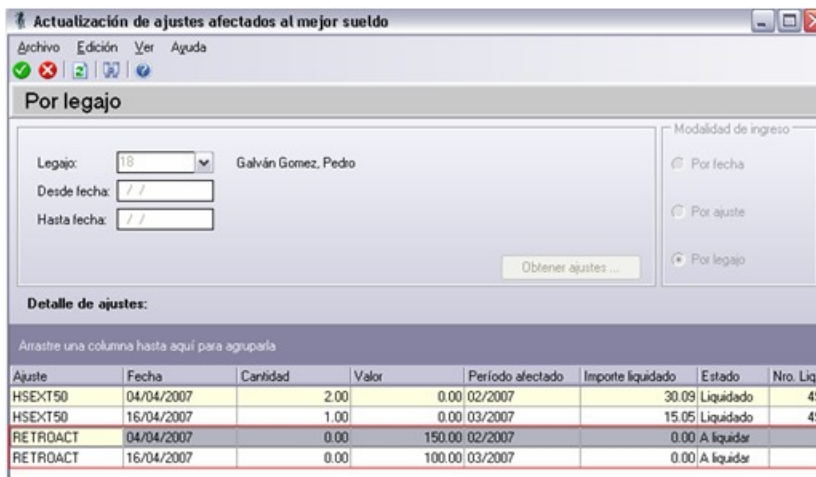 Actualización de ajustes afectados al mejor sueldo
Archivo Edición Ver Ayuda
Por legajo
Modalidad de ingreso
Legajo: 18 Galván Gomez, Pedro
Por fecha
Desde fecha: / /
Hasta fecha: / /
Por ajuste
Obtener ajustes ...
Por legajo
Detalle de ajustes:
Arrastre una columna hasta aquí para agruparla
Ajuste Fecha Cantidad Valor Período afectado Importe liquidado Estado Nro. Liq
HSEXT50 04/04/2007 2.00 0.00 02/2007 30.09 Liquidado
HSEXT50 16/04/2007 1.00 0.00 03/2007 15.05 Liquidado
RETROACT 04/04/2007 0.00 150.00 02/2007 0.00 A liquidar
RETROACT 16/04/2007 0.00 100.00 03/2007 0.00 A liquidar